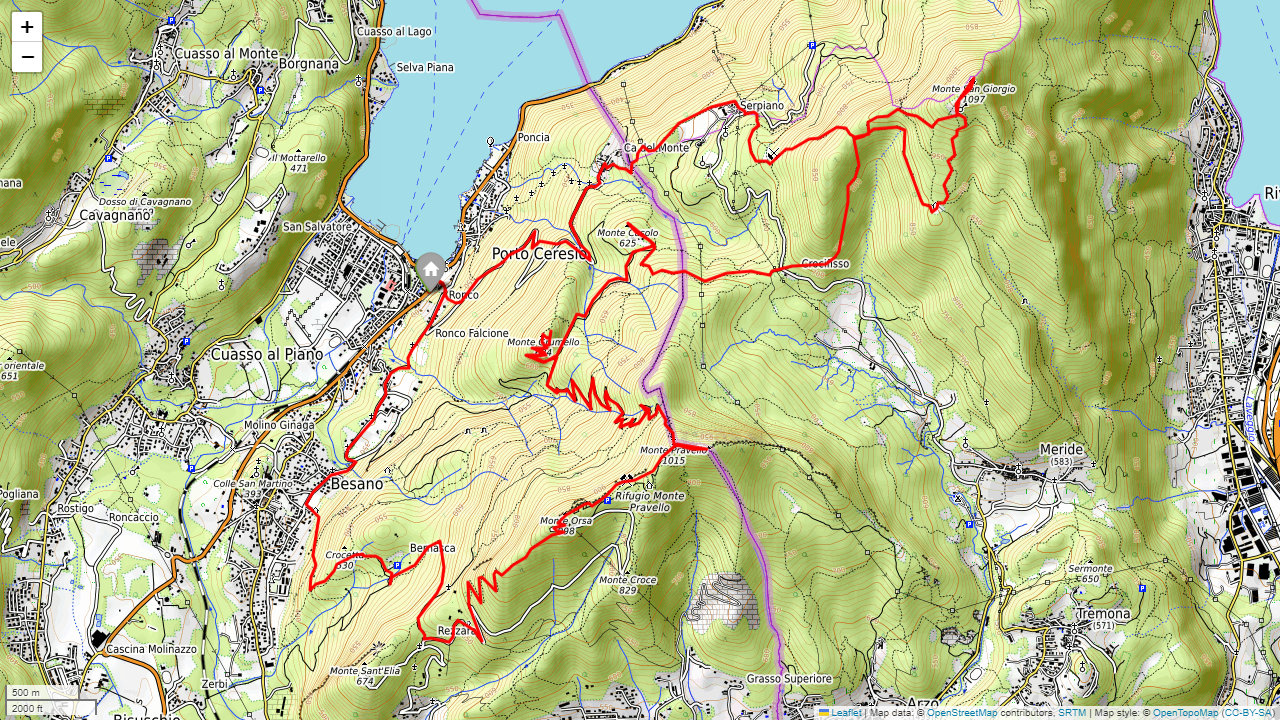 +
−
Cuasso al Monte
Borgnana
Cuasso al Lago
Selva Piana
Il Mottarello
471
Dosso di Cavagnano
Cavagnano
San Salvatore
Poncia
Porto Ceresio
Ronco
Ronco Falcione
Cuasso al Piano
orientale
651
Molino Ginaga
Colle San Martino
393
Besano
Pogliana
Rostigo
Roncaccio
Cascina Molinazzo
Zerbi
Bisuschio
Monte Sant'Elia
674
Crocetta
Bernasca
Rezzara
Monte Orsa
998
Rifugio Monte
Pravello
1015
Monte Croce
829
Monte Grumello
Monte Casolo
625
Ca del Monte
Serpiano
Monte San Giorgio
1097
Crocifisso
Meride
(583)
Sermonte
650
Tremona
(571)
Grasso Superiore
Arzo
Laveggio
500 m
2000 ft
Leaflet | Map data: © OpenStreetMap contributors, SRTM | Map style: © OpenTopoMap (CC-BY-SA)